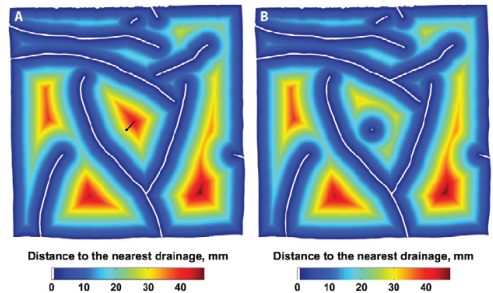 A B
Distance to the nearest drainage, mm Distance to the nearest drainage, mm
0 10 20 30 40 0 10 20 30 40